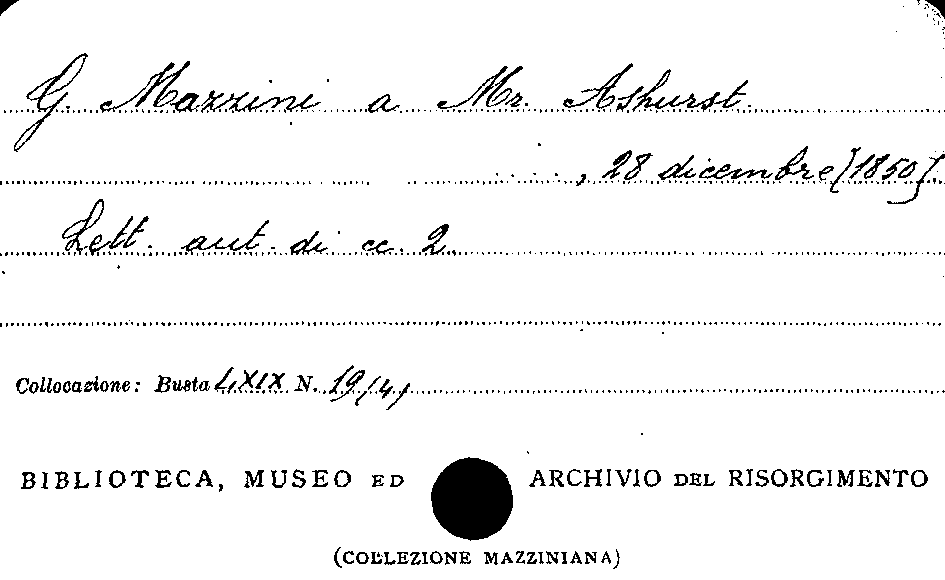 G. Mazzini a Mr. Ashurst.
, 28 dicembre [1850].
Lett. aut. di cc. 2.
Collocazione: Busta LXIX N. 19(4)
BIBLIOTECA, MUSEO ED ARCHIVIO DEL RISORGIMENTO
(COLLEZIONE MAZZINIANA)